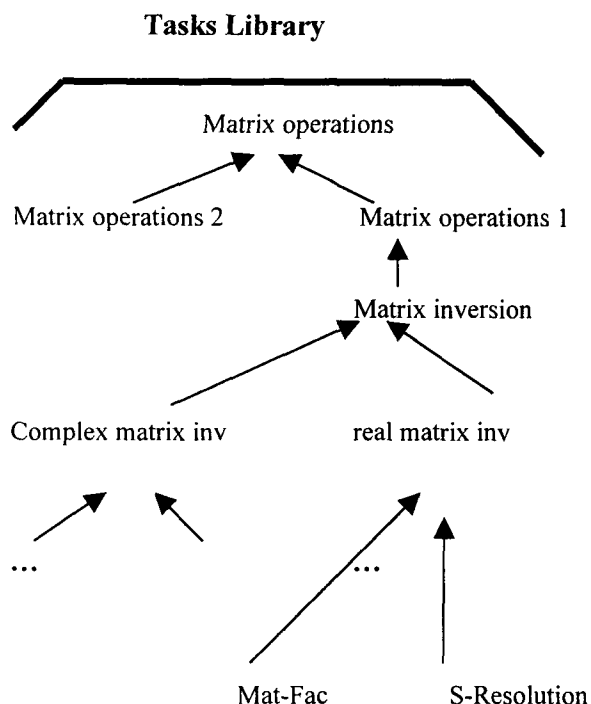 Tasks Library
Matrix operations
Matrix operations 2
Matrix operations 1
Matrix inversion
Complex matrix inv
real matrix inv
...
...
Mat-Fac
S-Resolution